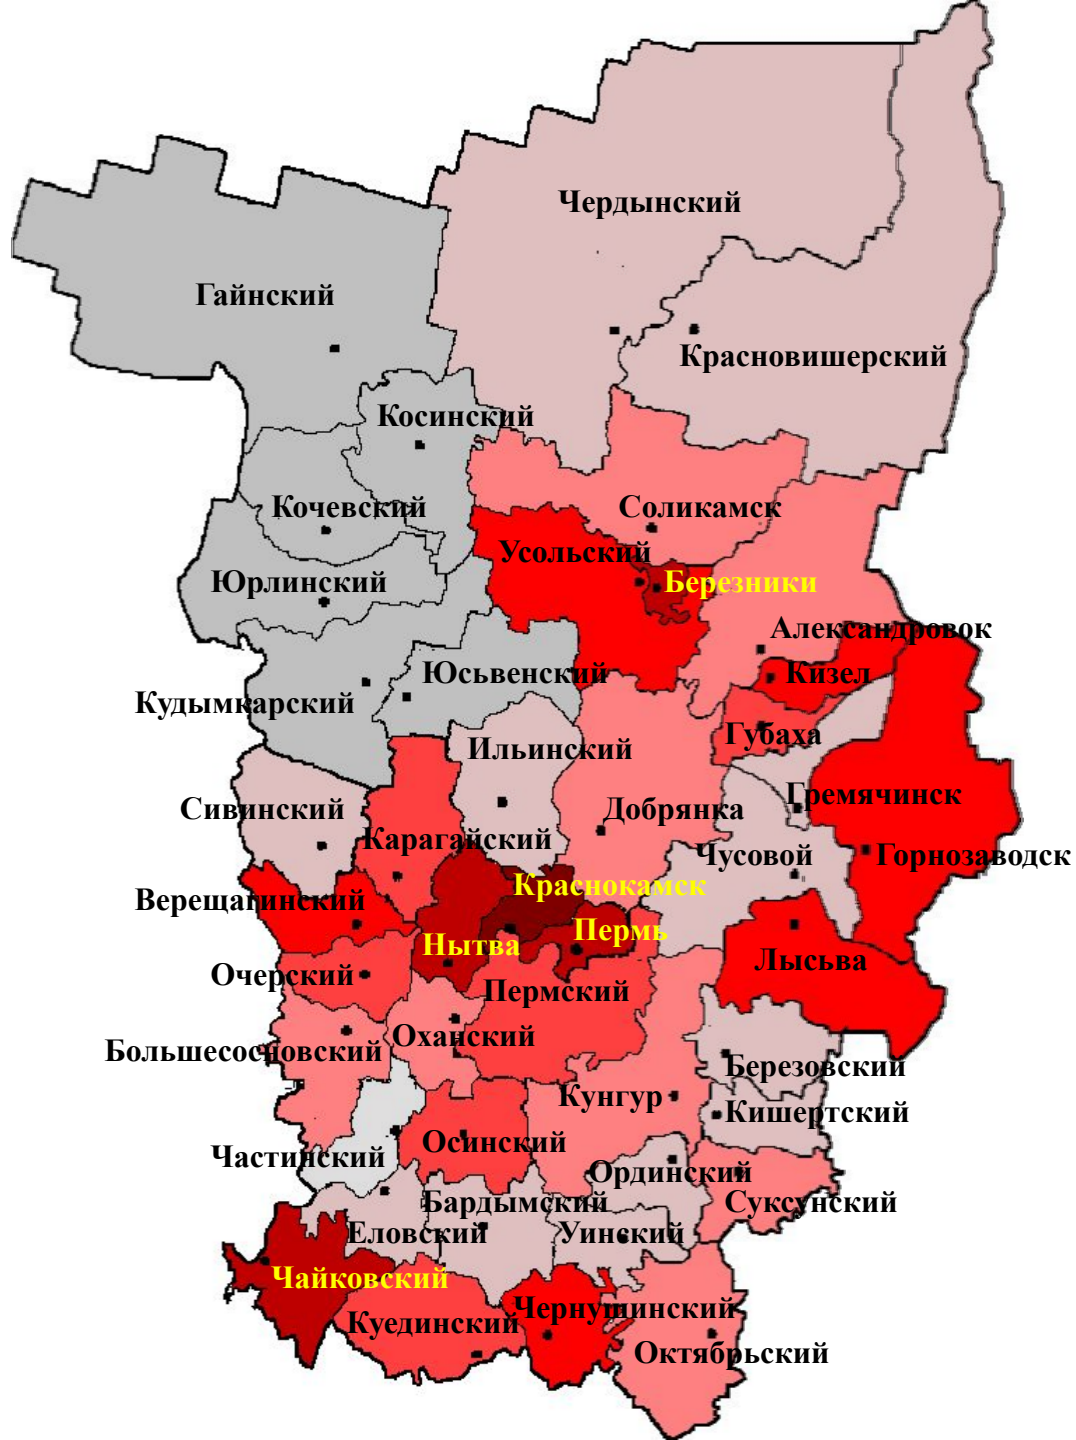 Чердынский
Гайнский
Красновишерский
Косинский
Кочевский
Соликамск
Усольский
Березники
Юрлинский
Александровок
Юсьвенский
Кизел
Кудымкарский
Губаха
Ильинский
Гремячинск
Сивинский
Добрянка
Карагайский
Чусовой
Горнозаводск
Краснокамск
Верещагинский
Пермь
Нытва
Лысьва
Очерский
Пермский
Оханский
Большесосновский
Березовский
Кунгур
Кишертский
Осинский
Частинский
Ординский
Бардымский
Суксунский
Еловский
Уинский
Чайковский
Чернушинский
Куединский
Октябрьский